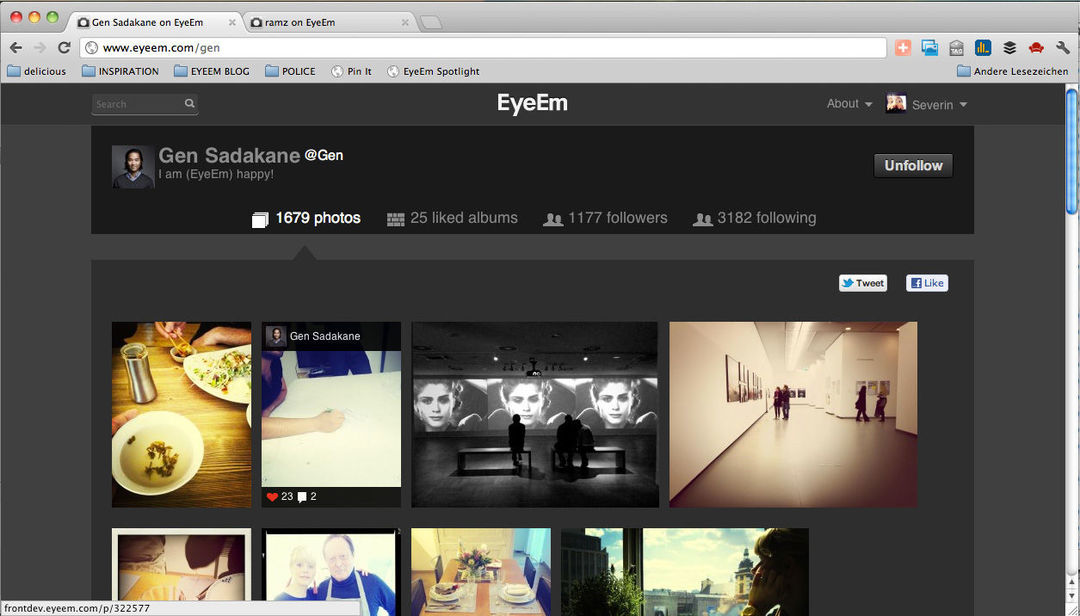 Gen Sadakane on EyeEm
ramz on EyeEm
www.eyeem.com/gen
delicious
INSPIRATION
EYEEM BLOG
POLICE
Pin It
EyeEm Spotlight
Andere Lesezeichen
Search
EyeEm
About
Severin
Gen Sadakane @Gen
I am (EyeEm) happy!
Unfollow
1679 photos
25 liked albums
1177 followers
3182 following
Tweet
Like
Gen Sadakane
23
2
frontdev.eyeem.com/p/322577